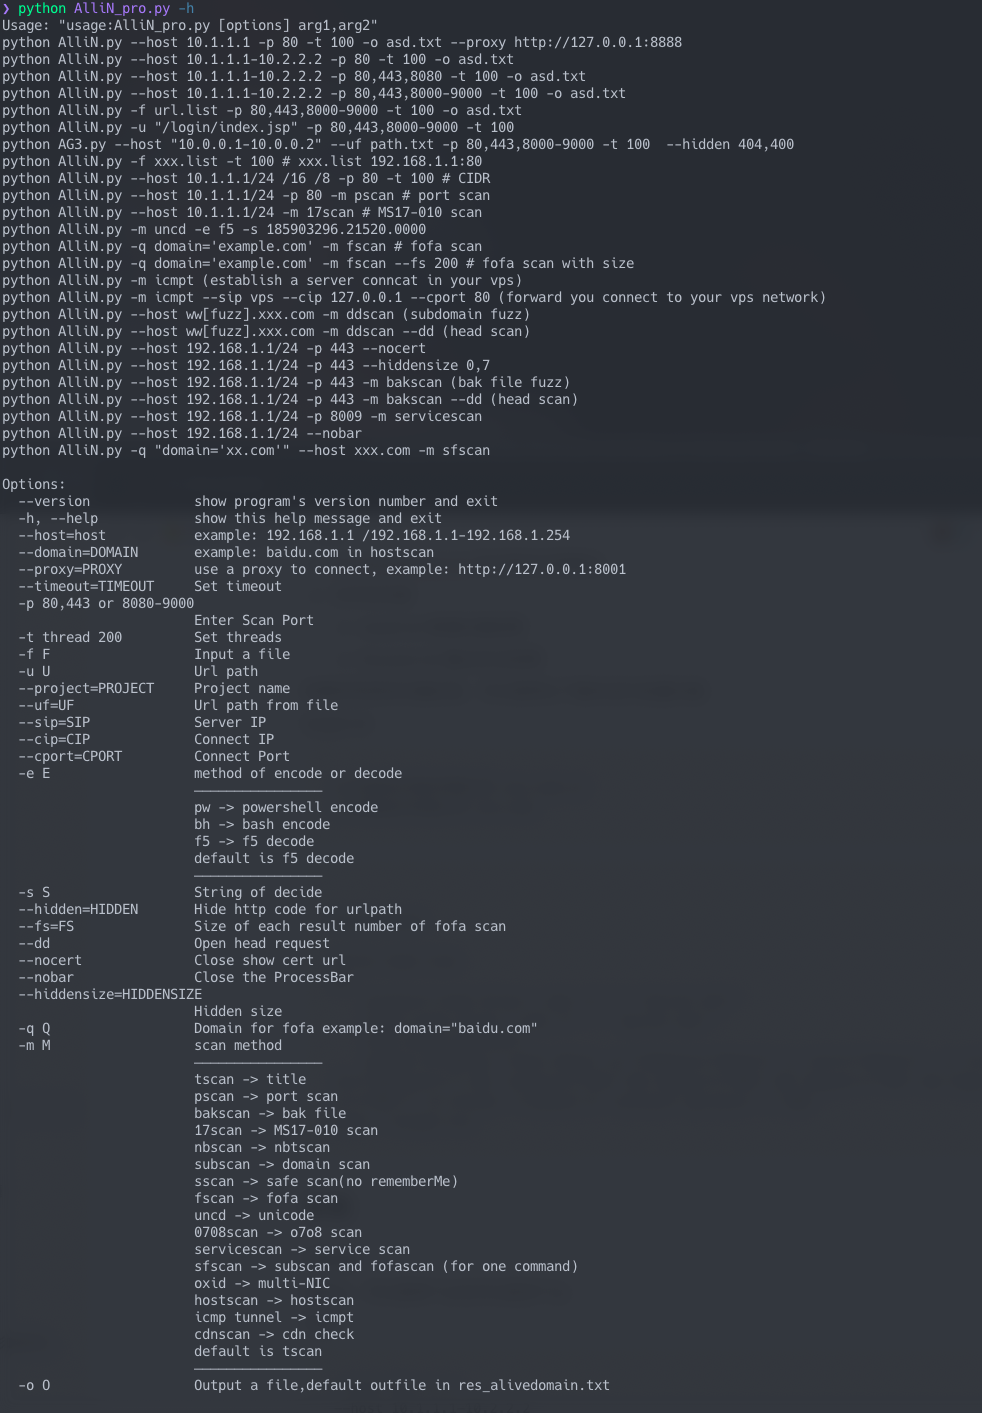 ❯ python AlliN_pro.py -h
Usage: "usage:AlliN_pro.py [options] arg1,arg2"
python AlliN.py --host 10.1.1.1 -p 80 -t 100 -o asd.txt --proxy http://127.0.0.1:8888
python AlliN.py --host 10.1.1.1-10.2.2.2 -p 80 -t 100 -o asd.txt
python AlliN.py --host 10.1.1.1-10.2.2.2 -p 80,443,8080 -t 100 -o asd.txt
python AlliN.py --host 10.1.1.1-10.2.2.2 -p 80,443,8000-9000 -t 100 -o asd.txt
python AlliN.py -f url.list -p 80,443,8000-9000 -t 100 -o asd.txt
python AlliN.py -u "/login/index.jsp" -p 80,443,8000-9000 -t 100
python AG3.py --host "10.0.0.1-10.0.0.2" --uf path.txt -p 80,443,8000-9000 -t 100  --hidden 404,400
python AlliN.py -f xxx.list -t 100 # xxx.list 192.168.1.1:80
python AlliN.py --host 10.1.1.1/24 /16 /8 -p 80 -t 100 # CIDR
python AlliN.py --host 10.1.1.1/24 -p 80 -m pscan # port scan
python AlliN.py --host 10.1.1.1/24 -m 17scan # MS17-010 scan
python AlliN.py -m uncd -e f5 -s 185903296.21520.0000
python AlliN.py -q domain='example.com' -m fscan # fofa scan
python AlliN.py -q domain='example.com' -m fscan --fs 200 # fofa scan with size
python AlliN.py -m icmpt (establish a server conncat in your vps)
python AlliN.py -m icmpt --sip vps --cip 127.0.0.1 --cport 80 (forward you connect to your vps network)
python AlliN.py --host ww[fuzz].xxx.com -m ddscan (subdomain fuzz)
python AlliN.py --host ww[fuzz].xxx.com -m ddscan --dd (head scan)
python AlliN.py --host 192.168.1.1/24 -p 443 --nocert
python AlliN.py --host 192.168.1.1/24 -p 443 --hiddensize 0,7
python AlliN.py --host 192.168.1.1/24 -p 443 -m bakscan (bak file fuzz)
python AlliN.py --host 192.168.1.1/24 -p 443 -m bakscan --dd (head scan)
python AlliN.py --host 192.168.1.1/24 -p 8009 -m servicescan
python AlliN.py --host 192.168.1.1/24 --nobar
python AlliN.py -q "domain='xx.com'" --host xxx.com -m sfscan

Options:
  --version             show program's version number and exit
  -h, --help            show this help message and exit
  --host=host           example: 192.168.1.1 /192.168.1.1-192.168.1.254
  --domain=DOMAIN       example: baidu.com in hostscan
  --proxy=PROXY         use a proxy to connect, example: http://127.0.0.1:8001
  --timeout=TIMEOUT     Set timeout
  -p 80,443 or 8080-9000
                        Enter Scan Port
  -t thread 200         Set threads
  -f F                  Input a file
  -u U                  Url path
  --project=PROJECT     Project name
  --uf=UF               Url path from file
  --sip=SIP             Server IP
  --cip=CIP             Connect IP
  --cport=CPORT         Connect Port
  -e E                  method of encode or decode
                        ————————————————
                        pw -> powershell encode
                        bh -> bash encode
                        f5 -> f5 decode
                        default is f5 decode
                        ————————————————
  -s S                  String of decide
  --hidden=HIDDEN       Hide http code for urlpath
  --fs=FS               Size of each result number of fofa scan
  --dd                  Open head request
  --nocert              Close show cert url
  --nobar               Close the ProcessBar
  --hiddensize=HIDDENSIZE
                        Hidden size
  -q Q                  Domain for fofa example: domain="baidu.com"
  -m M                  scan method
                        ————————————————
                        tscan -> title
                        pscan -> port scan
                        bakscan -> bak file
                        17scan -> MS17-010 scan
                        nbscan -> nbtscan
                        subscan -> domain scan
                        sscan -> safe scan(no rememberMe)
                        fscan -> fofa scan
                        uncd -> unicode
                        0708scan -> o7o8 scan
                        servicescan -> service scan
                        sfscan -> subscan and fofascan (for one command)
                        oxid -> multi-NIC
                        hostscan -> hostscan
                        icmp tunnel -> icmpt
                        cdnscan -> cdn check
                        default is tscan
                        ————————————————
  -o O                  Output a file,default outfile in res_alivedomain.txt